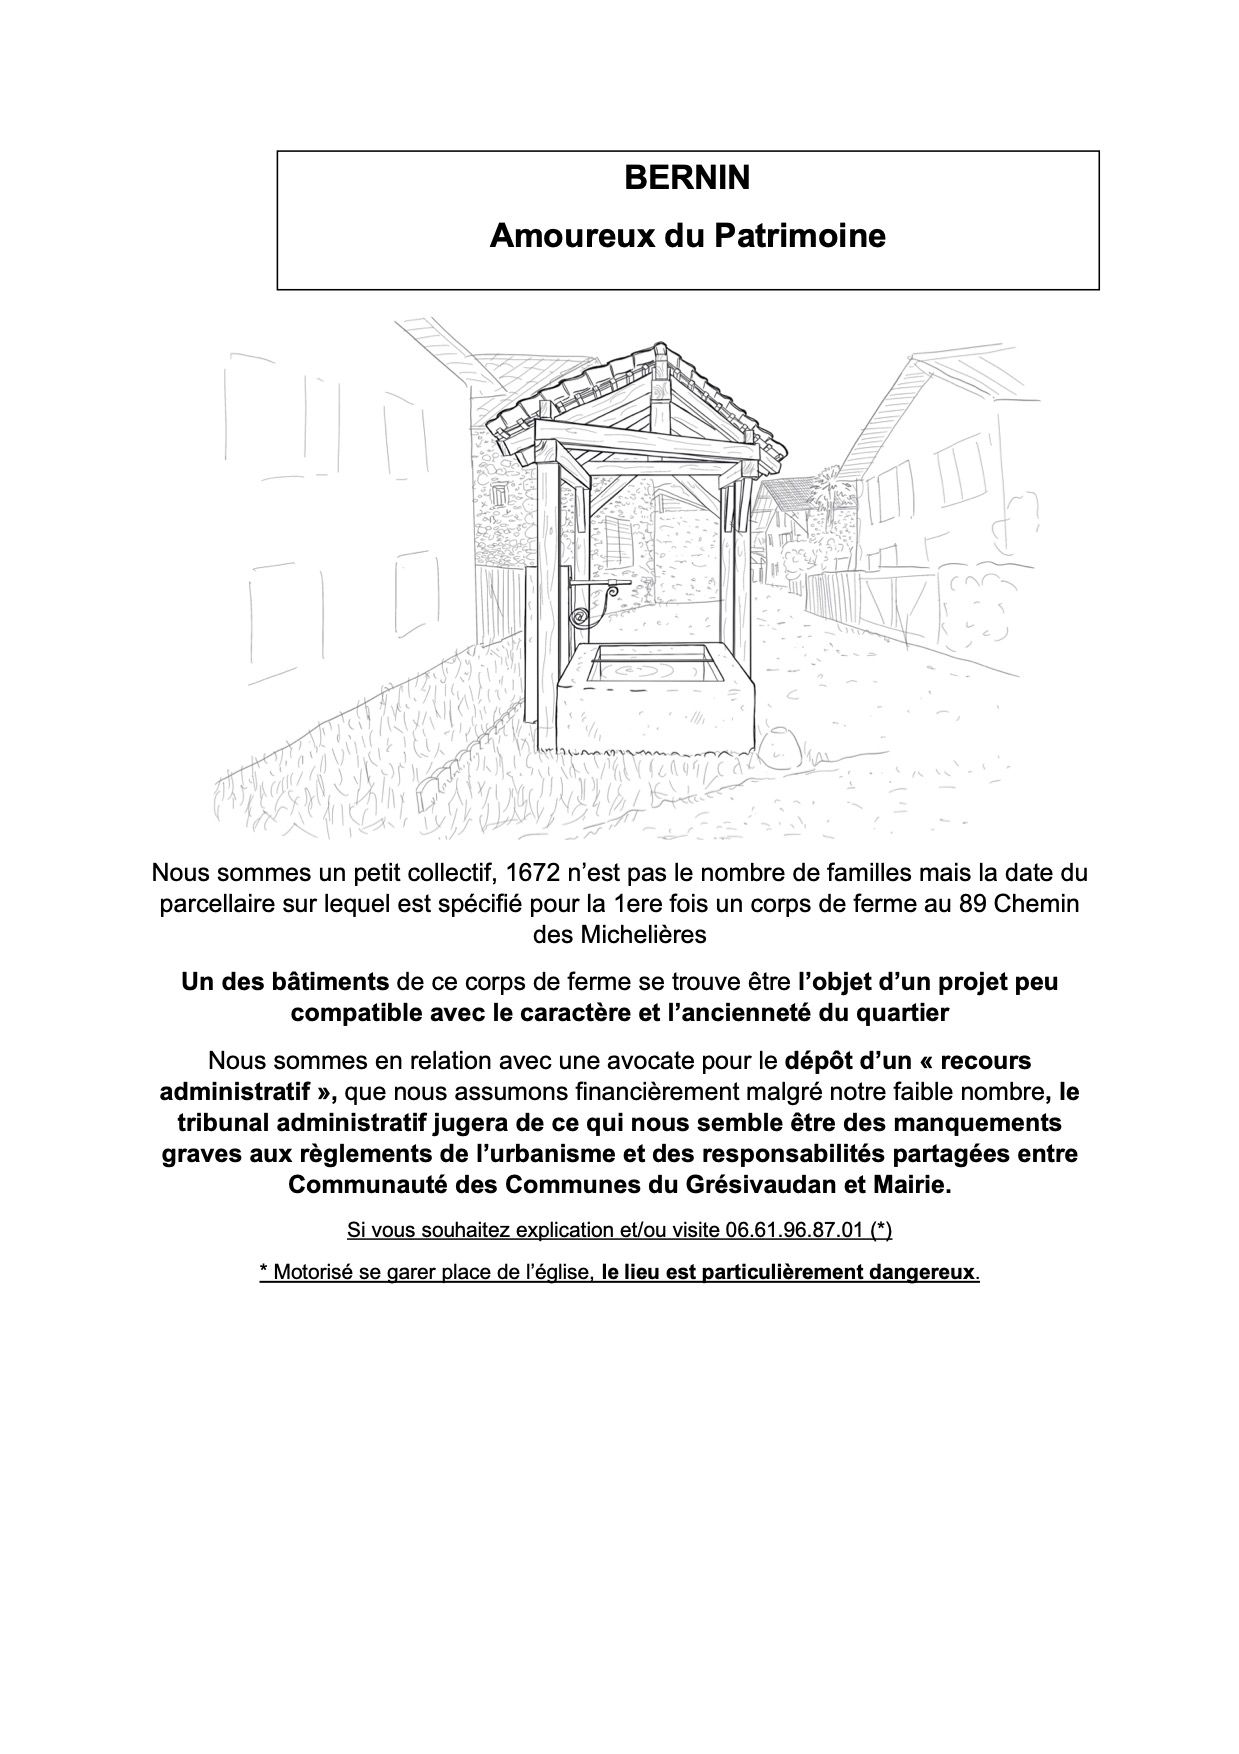 BERNIN
Amoureux du Patrimoine
Nous sommes un petit collectif, 1672 n’est pas le nombre de familles mais la date du
parcellaire sur lequel est spécifié pour la 1ere fois un corps de ferme au 89 Chemin
des Michelières
Un des bâtiments de ce corps de ferme se trouve être l’objet d’un projet peu
compatible avec le caractère et l’ancienneté du quartier
Nous sommes en relation avec une avocate pour le dépôt d’un « recours
administratif », que nous assumons financièrement malgré notre faible nombre, le
tribunal administratif jugera de ce qui nous semble être des manquements
graves aux règlements de l’urbanisme et des responsabilités partagées entre
Communauté des Communes du Grésivaudan et Mairie.
Si vous souhaitez explication et/ou visite 06.61.96.87.01 (*)
* Motorisé se garer place de l’église, le lieu est particulièrement dangereux.